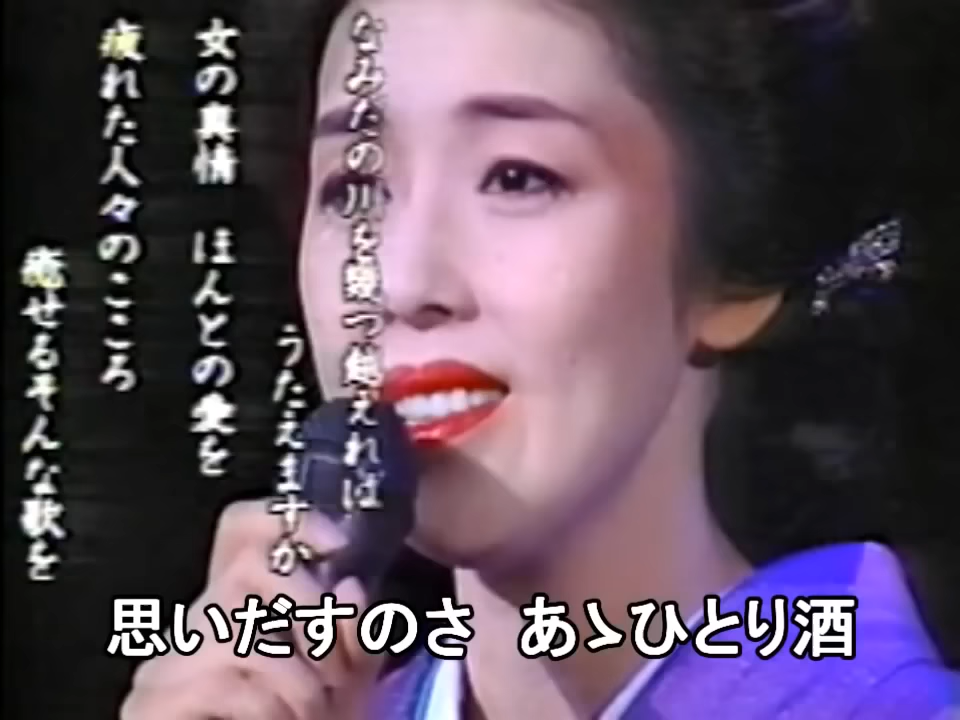 なみだの川を幾つ越えれば
うたえますか
女の真情　ほんとの愛を
疲れた人々のこころ
癒せるそんな歌を
思いだすのさ　あゝひとり酒